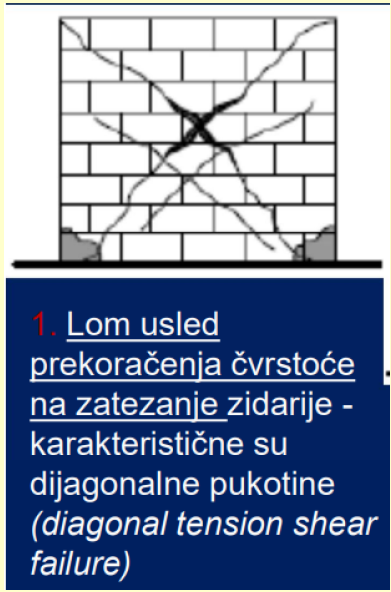 1. Lom usled
prekoračenja čvrstoće
na zatezanje zidarije -
karakteristične su
dijagonalne pukotine
(diagonal tension shear
failure)